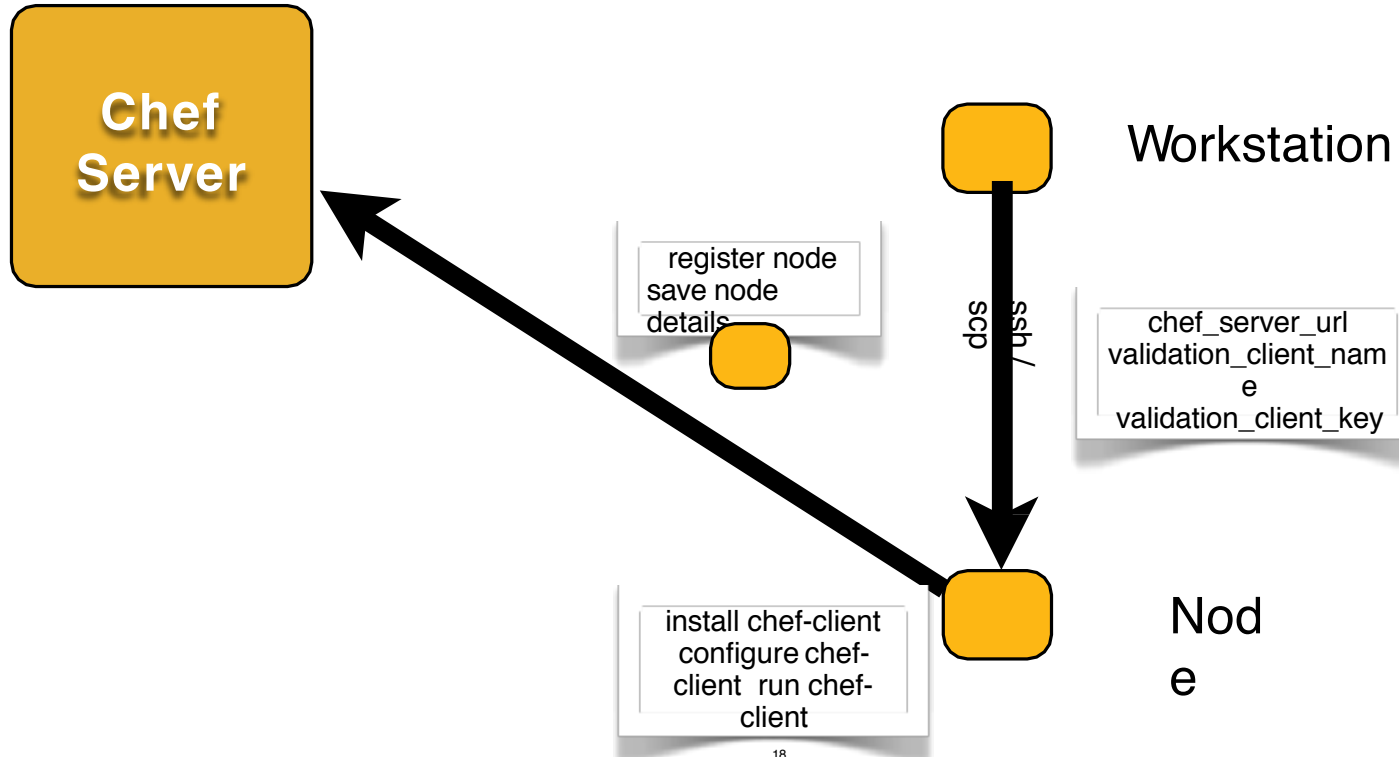 Chef
Server
Workstation
register node
save node
details
ssh /
scp
chef_server_url
validation_client_nam
e
validation_client_key
install chef-client
configure chef-
client run chef-
client
Nod
e
18